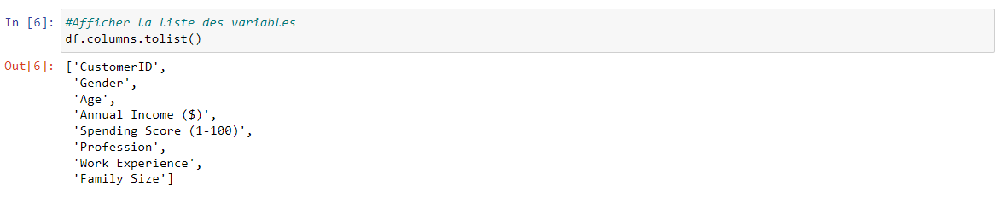 In [6]: #Afficher la liste des variables
df.columns.tolist()
Out[6]: ['CustomerID',
'Gender',
'Age',
'Annual Income ($)',
'Spending Score (1-100)',
'Profession',
'Work Experience',
'Family Size']